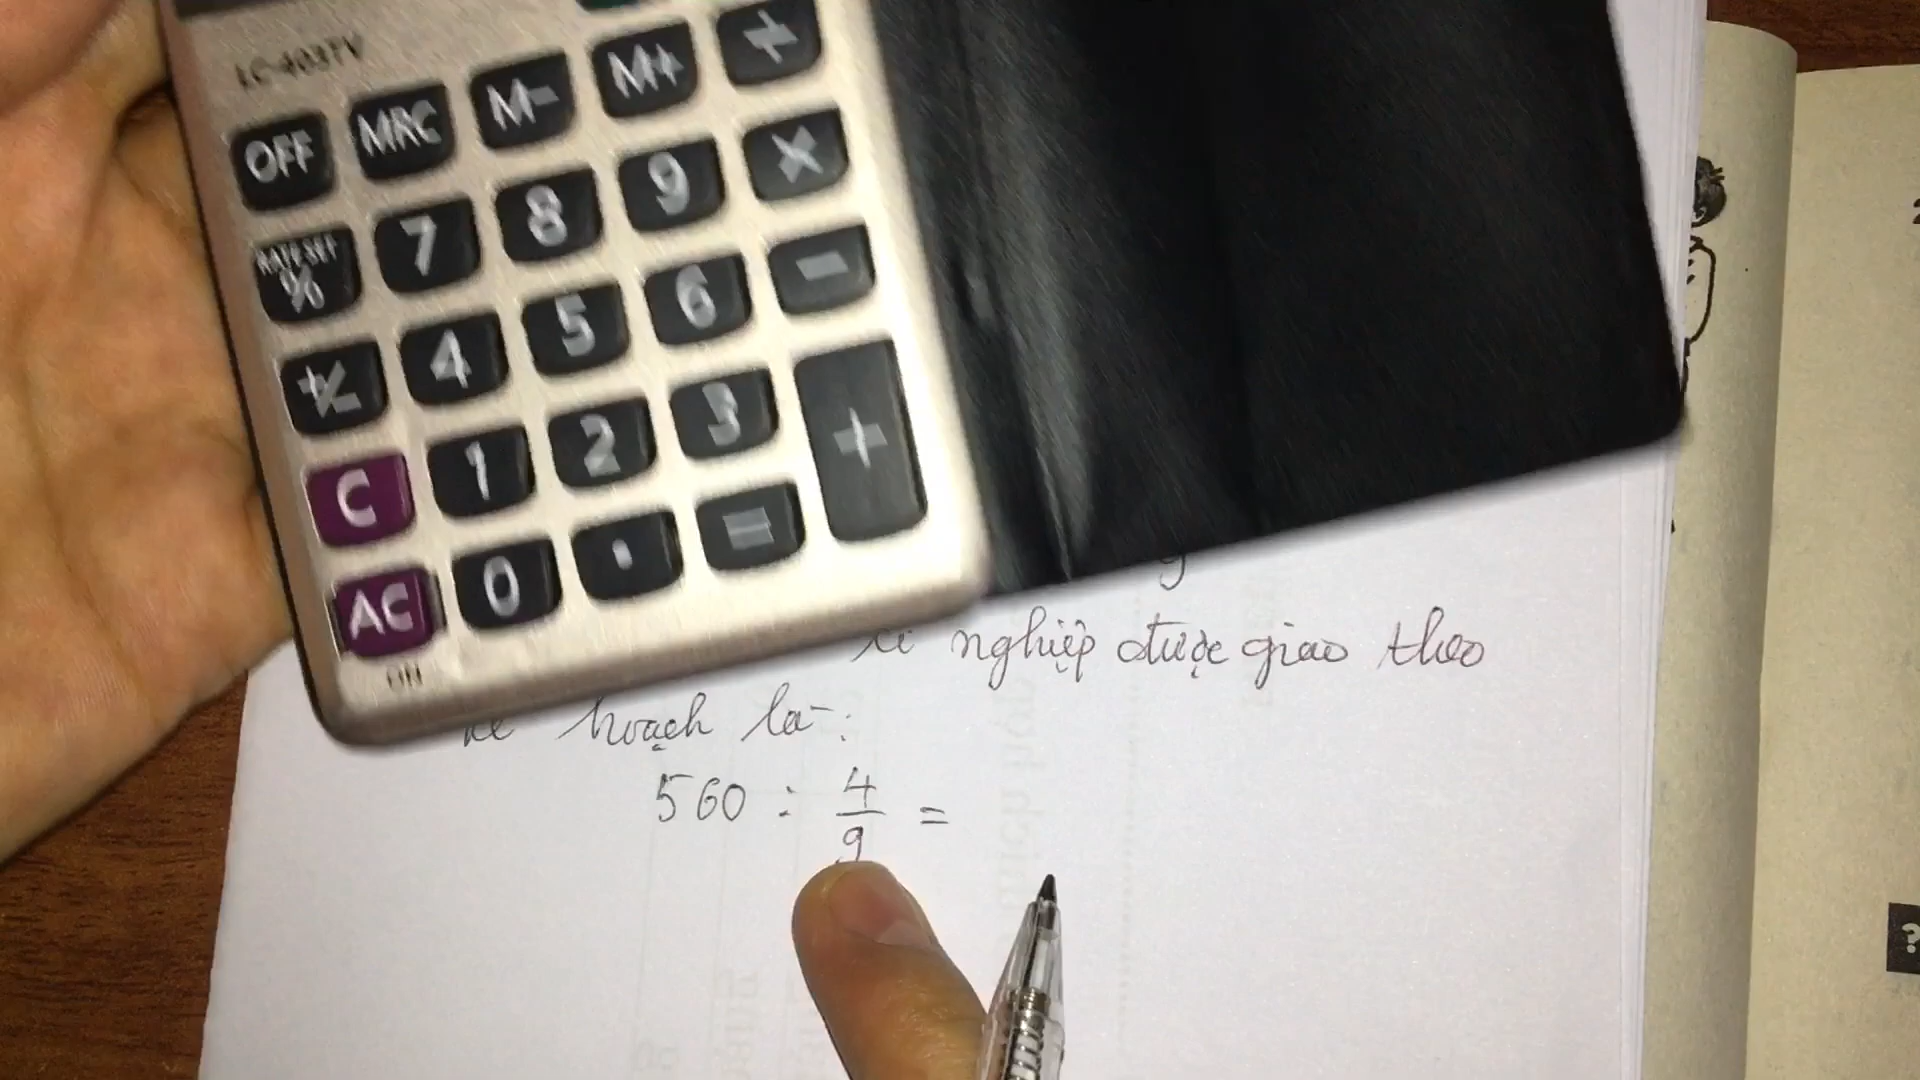 LC-403TV
OFF MRC M- M+ ÷
RATE SET % 7 8 9 ×
+/- 4 5 6 -
C 1 2 3 +
AC 0 . =
ON
nghiệp được giao theo
hoạch là:
560 : 4/9 =
?